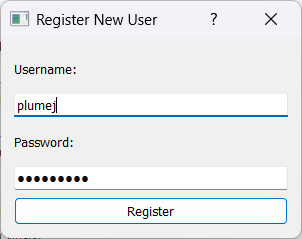 Register New User
Username:
plumej
Password:
●●●●●●●●●
Register